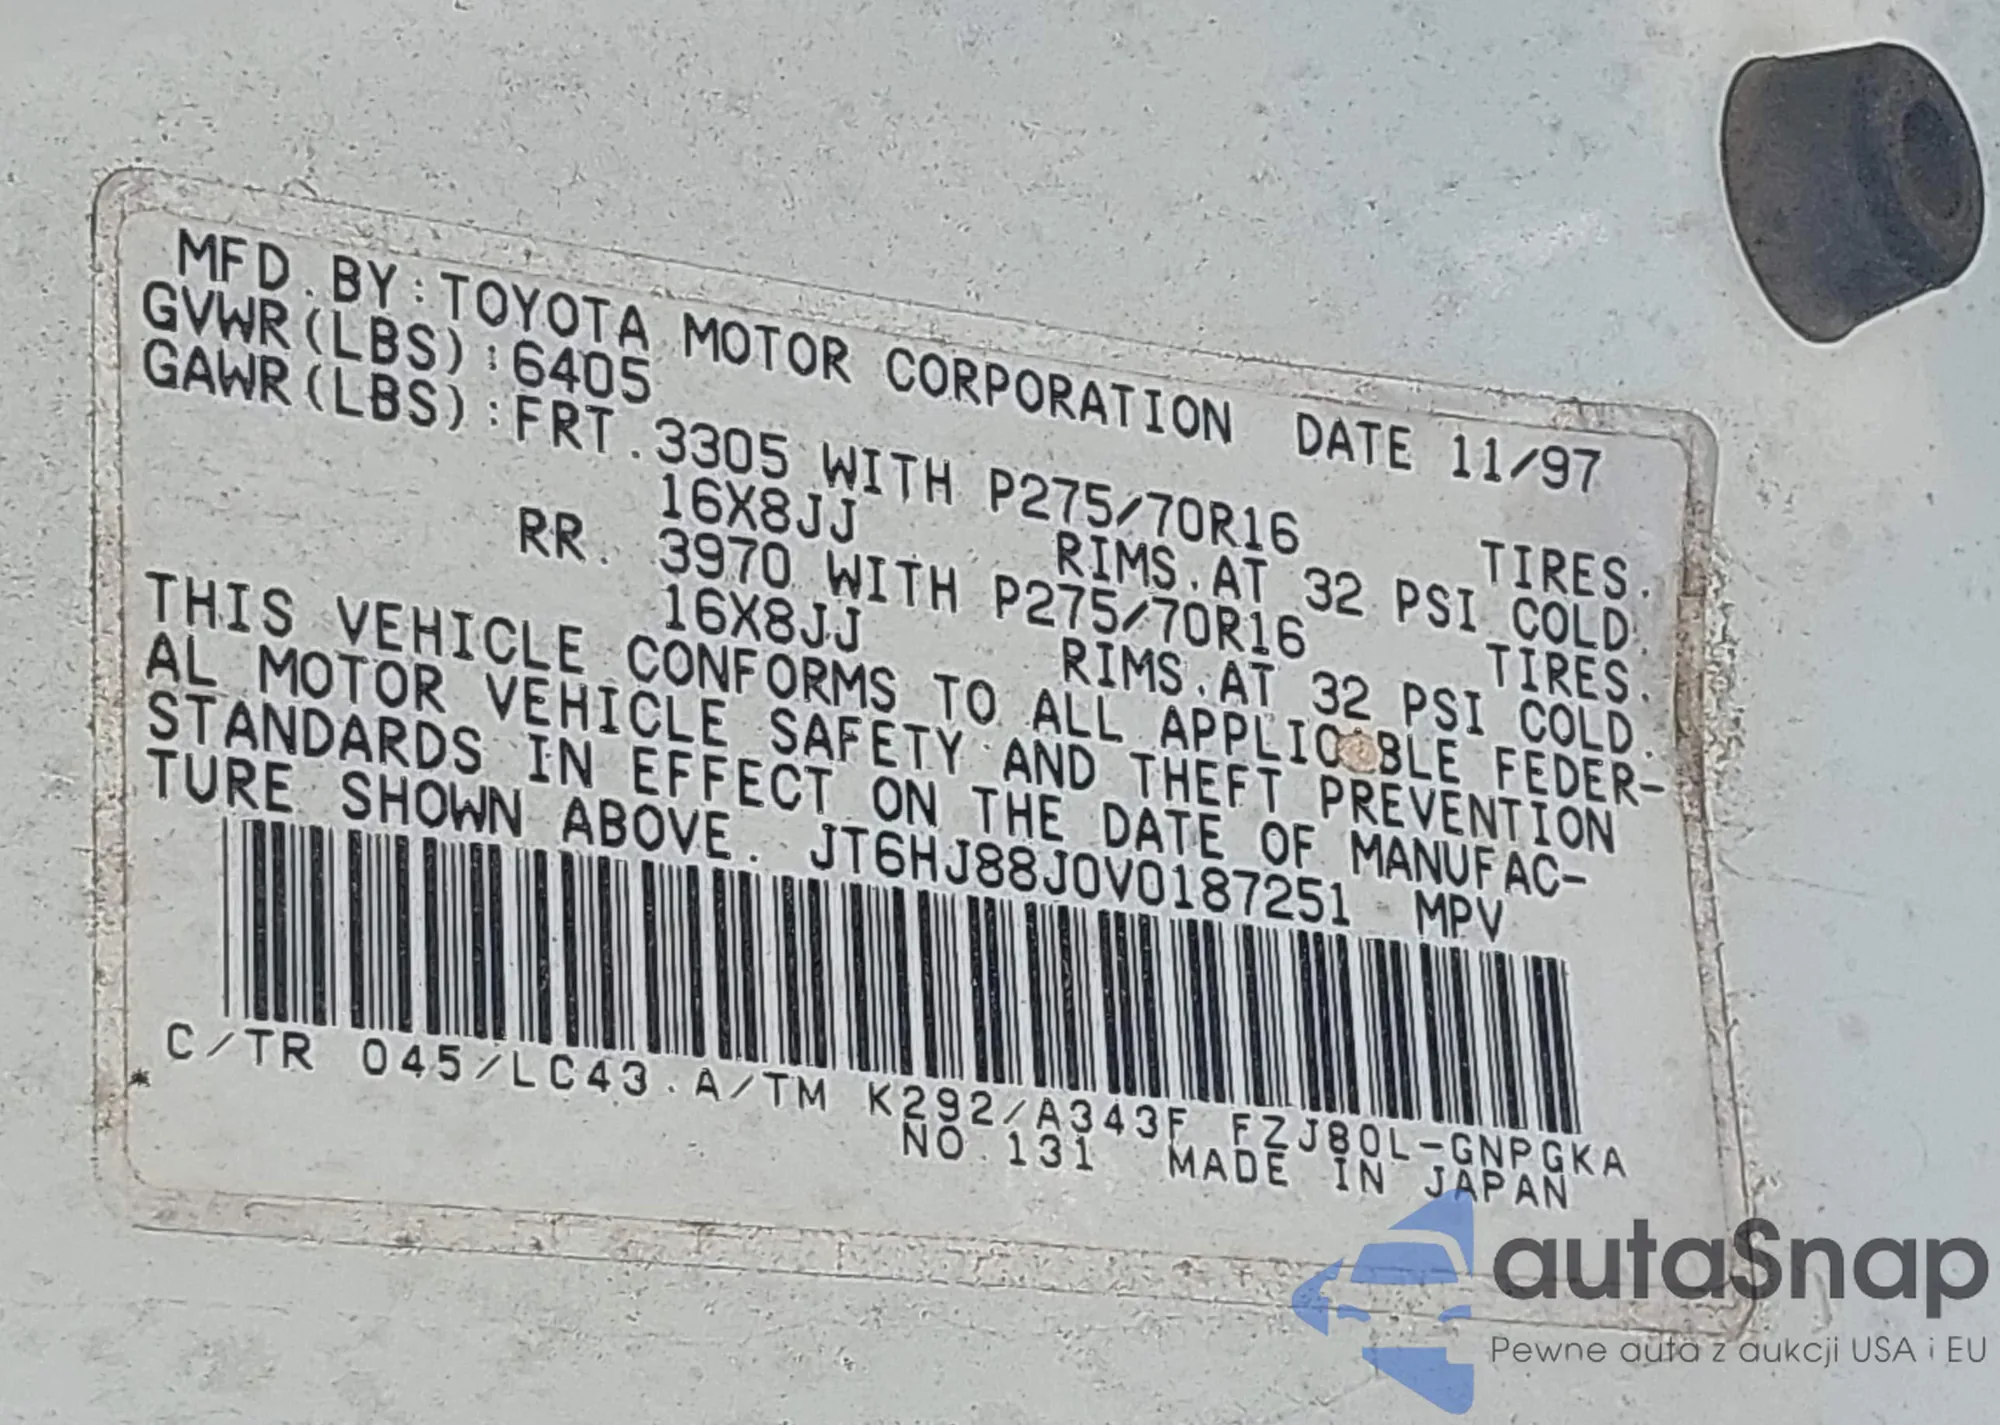 MFD.BY:TOYOTA MOTOR CORPORATION DATE 11/97
GVWR(LBS):6405
GAWR(LBS):FRT.3305 WITH P275/70R16 TIRES.
16X8JJ RIMS.AT 32 PSI COLD.
RR. 3970 WITH P275/70R16 TIRES.
16X8JJ RIMS.AT 32 PSI COLD.
THIS VEHICLE CONFORMS TO ALL APPLICABLE FEDER-
AL MOTOR VEHICLE SAFETY AND THEFT PREVENTION
STANDARDS IN EFFECT ON THE DATE OF MANUFAC-
TURE SHOWN ABOVE. JT6HJ88J0V0187251 MPV
C/TR 045/LC43.A/TM K292/A343F FZJ80L-GNPGKA
* NO.131 MADE IN JAPAN
autaSnap
Pewne auta z aukcji USA i EU